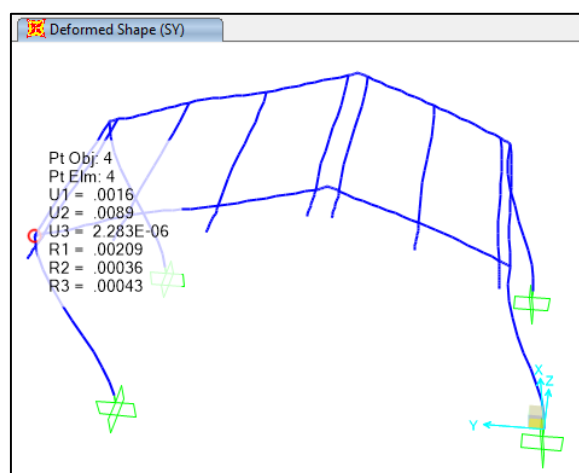 Deformed Shape (SY)
Pt Obj: 4
Pt Elm: 4
U1 = .0016
U2 = .0089
U3 = 2.283E-06
R1 = .00209
R2 = .00036
R3 = .00043
X
Z
Y